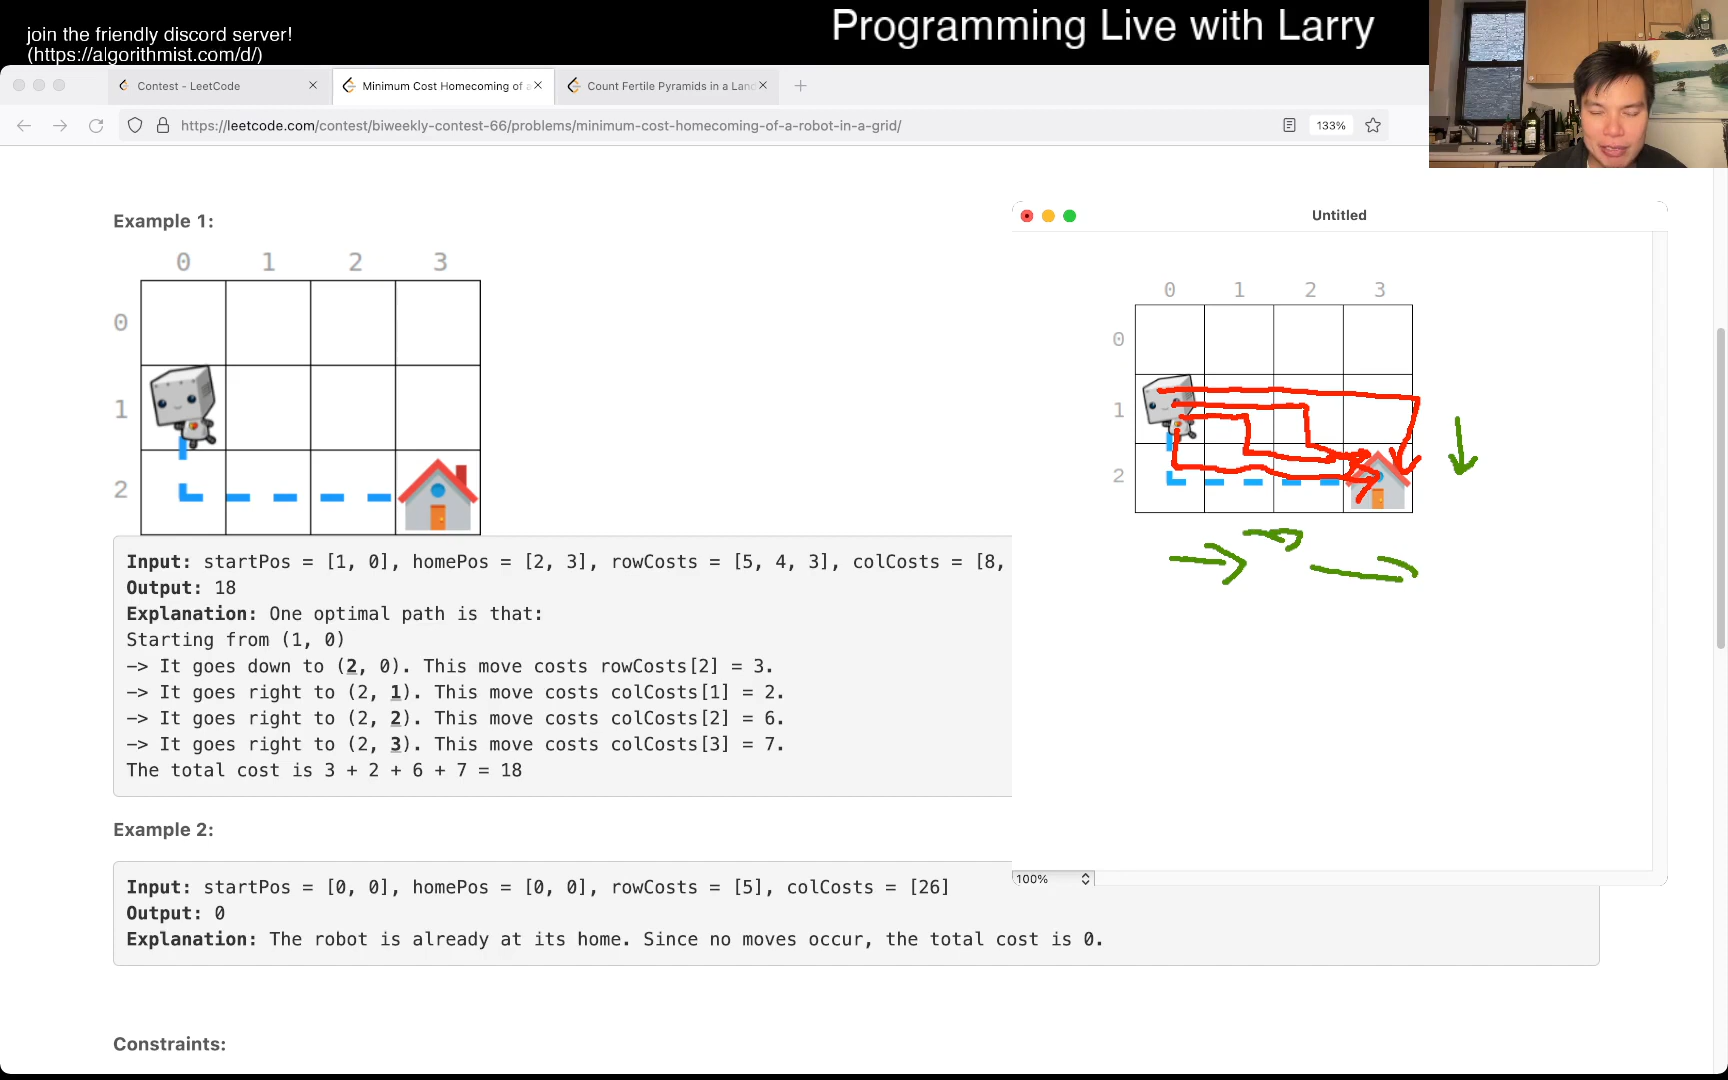 join the friendly discord server!
(https://algorithmist.com/d/)
Programming Live with Larry
Contest - LeetCode
Minimum Cost Homecoming of a
Count Fertile Pyramids in a Land
https://leetcode.com/contest/biweekly-contest-66/problems/minimum-cost-homecoming-of-a-robot-in-a-grid/
133%
Example 1:
0 1 2 3
0
1
2
Untitled
0 1 2 3
0
1
2
Input: startPos = [1, 0], homePos = [2, 3], rowCosts = [5, 4, 3], colCosts = [8,
Output: 18
Explanation: One optimal path is that:
Starting from (1, 0)
-> It goes down to (2, 0). This move costs rowCosts[2] = 3.
-> It goes right to (2, 1). This move costs colCosts[1] = 2.
-> It goes right to (2, 2). This move costs colCosts[2] = 6.
-> It goes right to (2, 3). This move costs colCosts[3] = 7.
The total cost is 3 + 2 + 6 + 7 = 18
100%
Example 2:
Input: startPos = [0, 0], homePos = [0, 0], rowCosts = [5], colCosts = [26]
Output: 0
Explanation: The robot is already at its home. Since no moves occur, the total cost is 0.
Constraints: